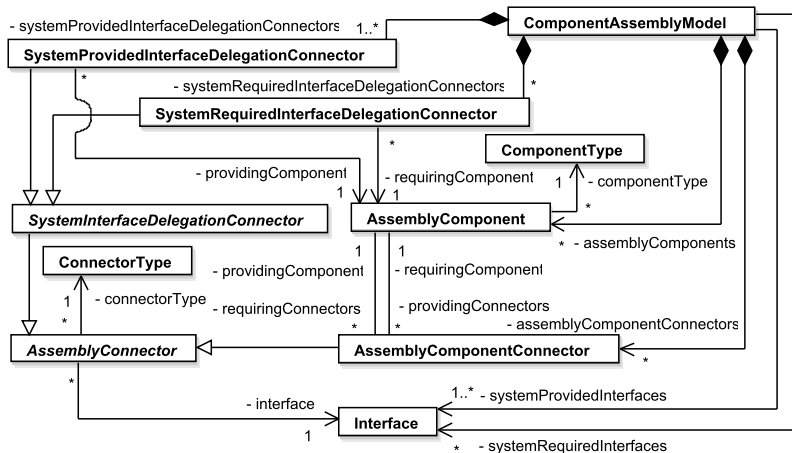 - systemProvidedInterfaceDelegationConnectors
1..*
ComponentAssemblyModel
SystemProvidedInterfaceDelegationConnector
*
- systemRequiredInterfaceDelegationConnectors
*
SystemRequiredInterfaceDelegationConnector
*
ComponentType
- providingComponent
1
- requiringComponent
1
1
- componentType
*
SystemInterfaceDelegationConnector
AssemblyComponent
* - assemblyComponents
1
1
ConnectorType
- providingComponent
- requiringComponent
1
- connectorType
*
- requiringConnectors
- providingConnectors
*
*
- assemblyComponentConnectors
*
AssemblyConnector
AssemblyComponentConnector
*
- interface
1
1..* - systemProvidedInterfaces
Interface
* - systemRequiredInterfaces